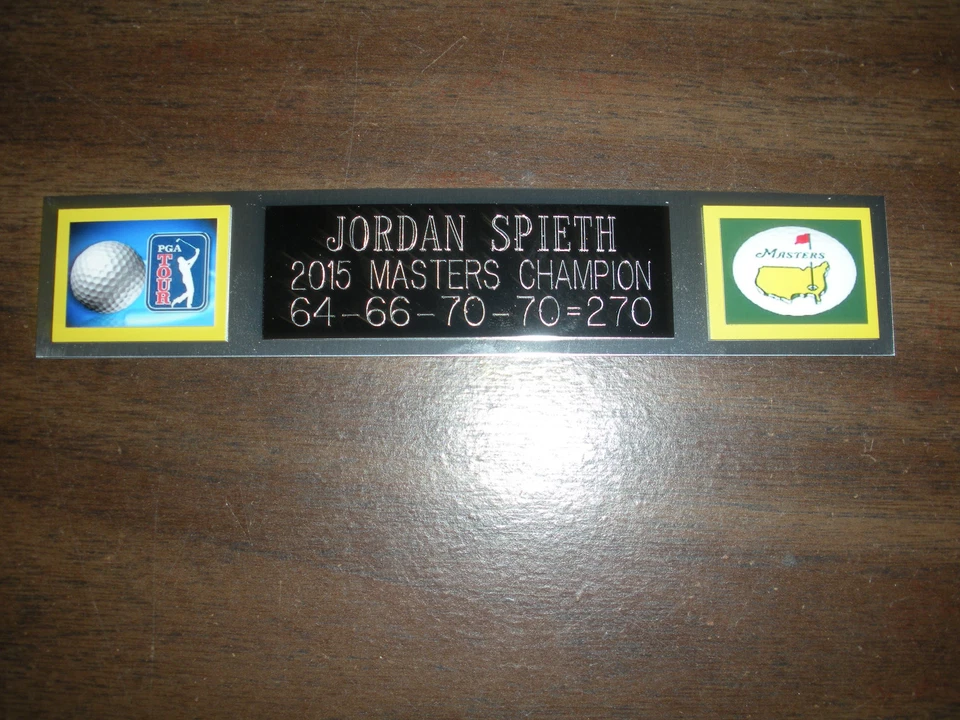 PGA
TOUR
JORDAN SPIETH
2015 MASTERS CHAMPION
64-66-70-70=270
MASTERS